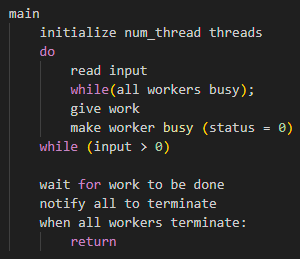 main
    initialize num_thread threads
    do
        read input
        while(all workers busy);
        give work
        make worker busy (status = 0)
    while (input > 0)

    wait for work to be done
    notify all to terminate
    when all workers terminate:
        return